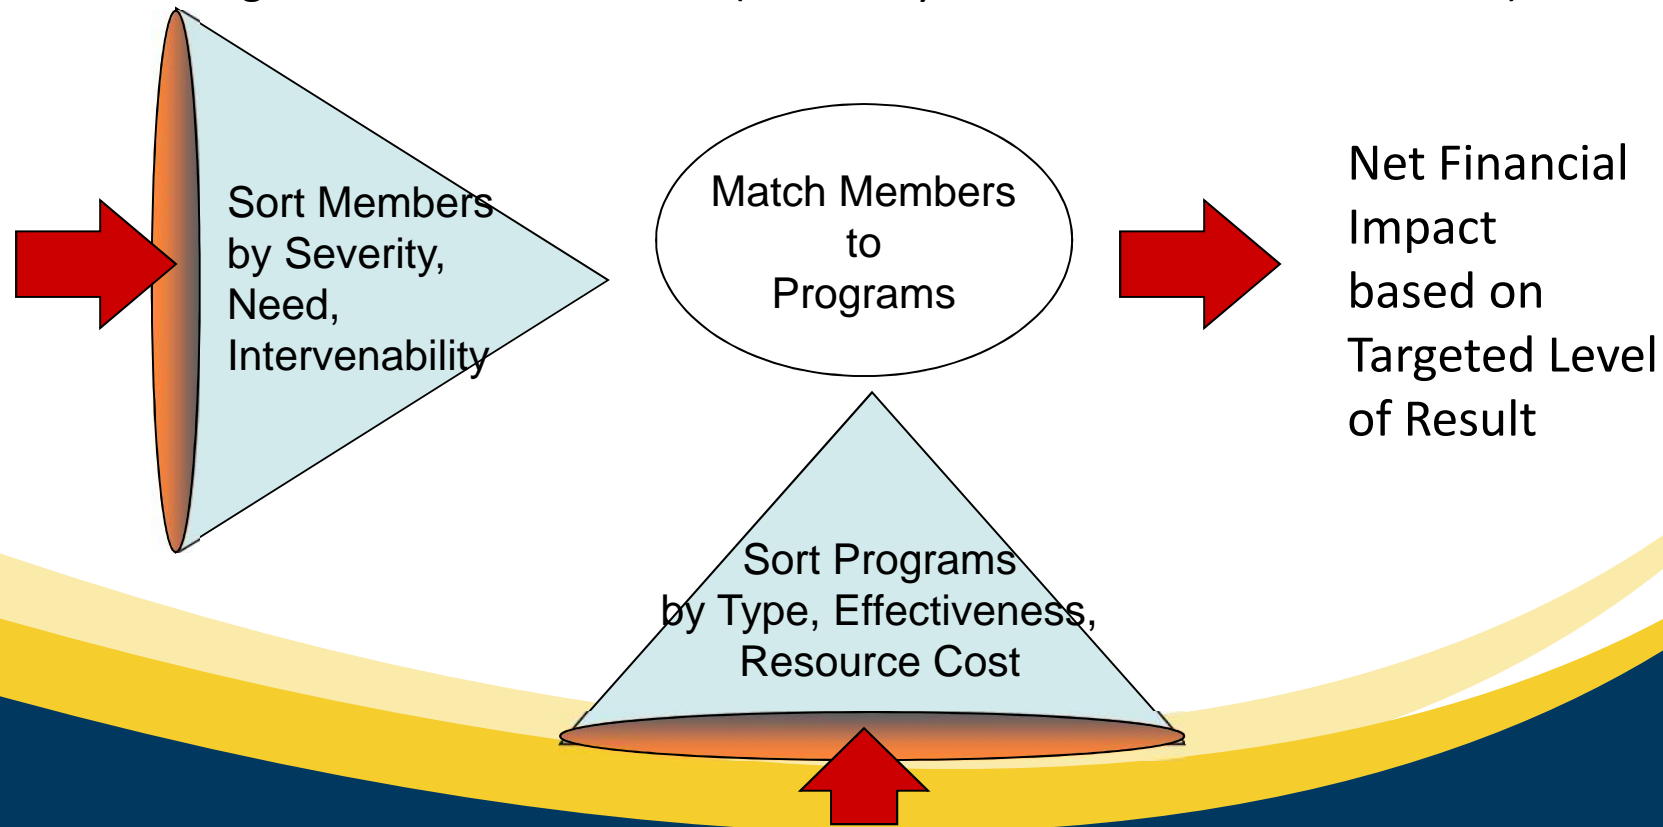 Sort Members
by Severity,
Need,
Intervenability
Match Members
to
Programs
Net Financial
Impact
based on
Targeted Level
of Result
Sort Programs
by Type, Effectiveness,
Resource Cost